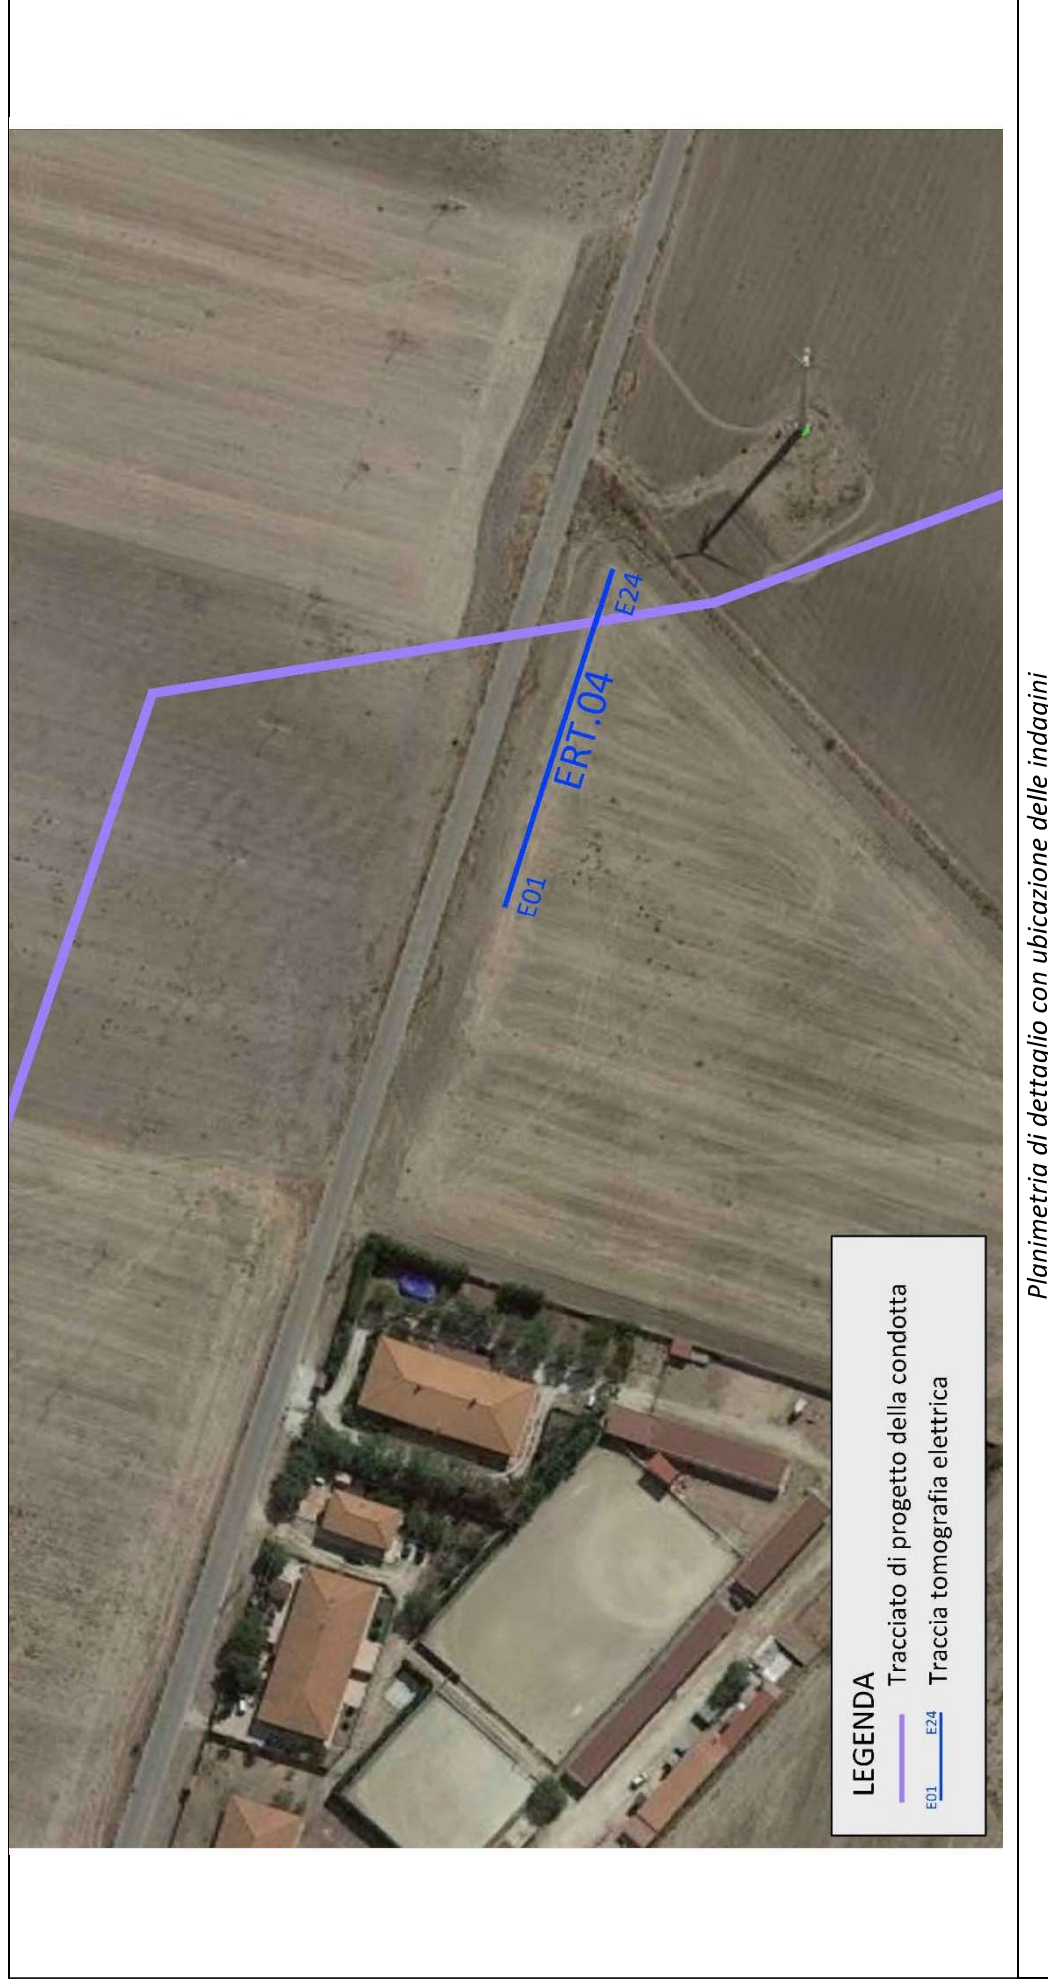 E01
ERT.04
E24
LEGENDA
Tracciato di progetto della condotta
E01 E24 Traccia tomografia elettrica
Planimetria di dettaglio con ubicazione delle indagini